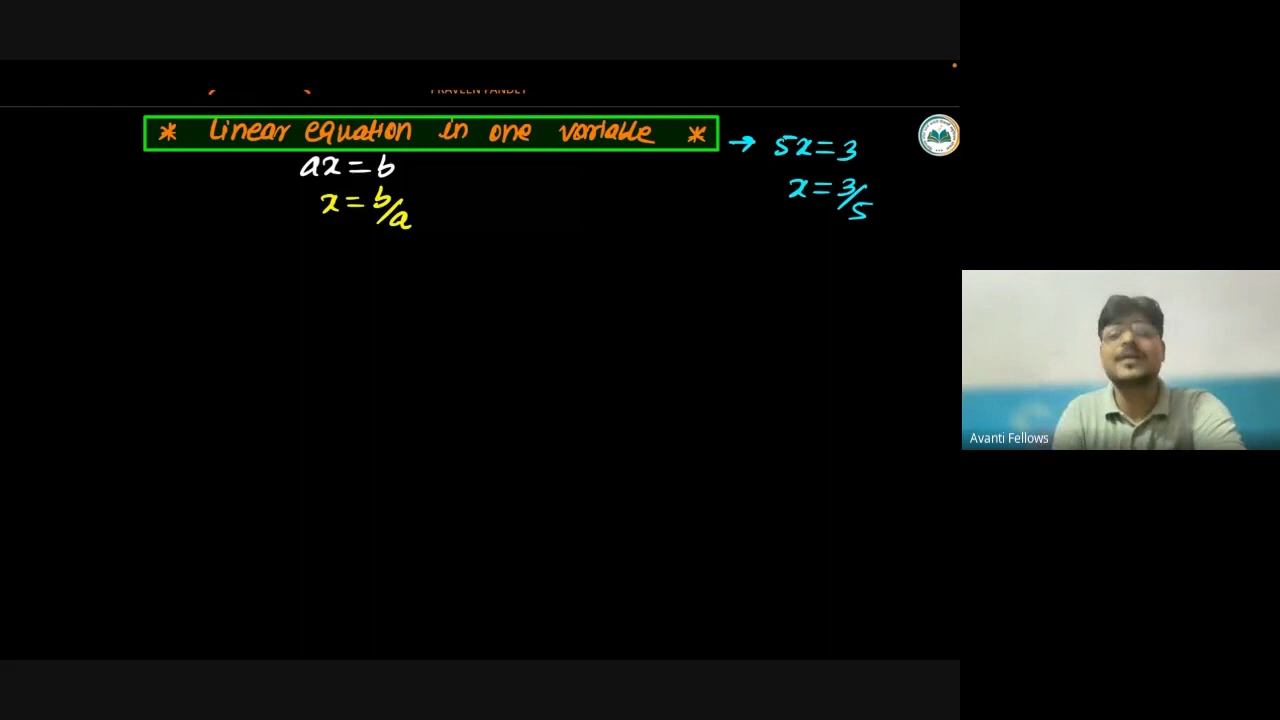 * Linear equation in one variable *
ax = b
x = b/a
→ 5x = 3
x = 3/5
Avanti Fellows